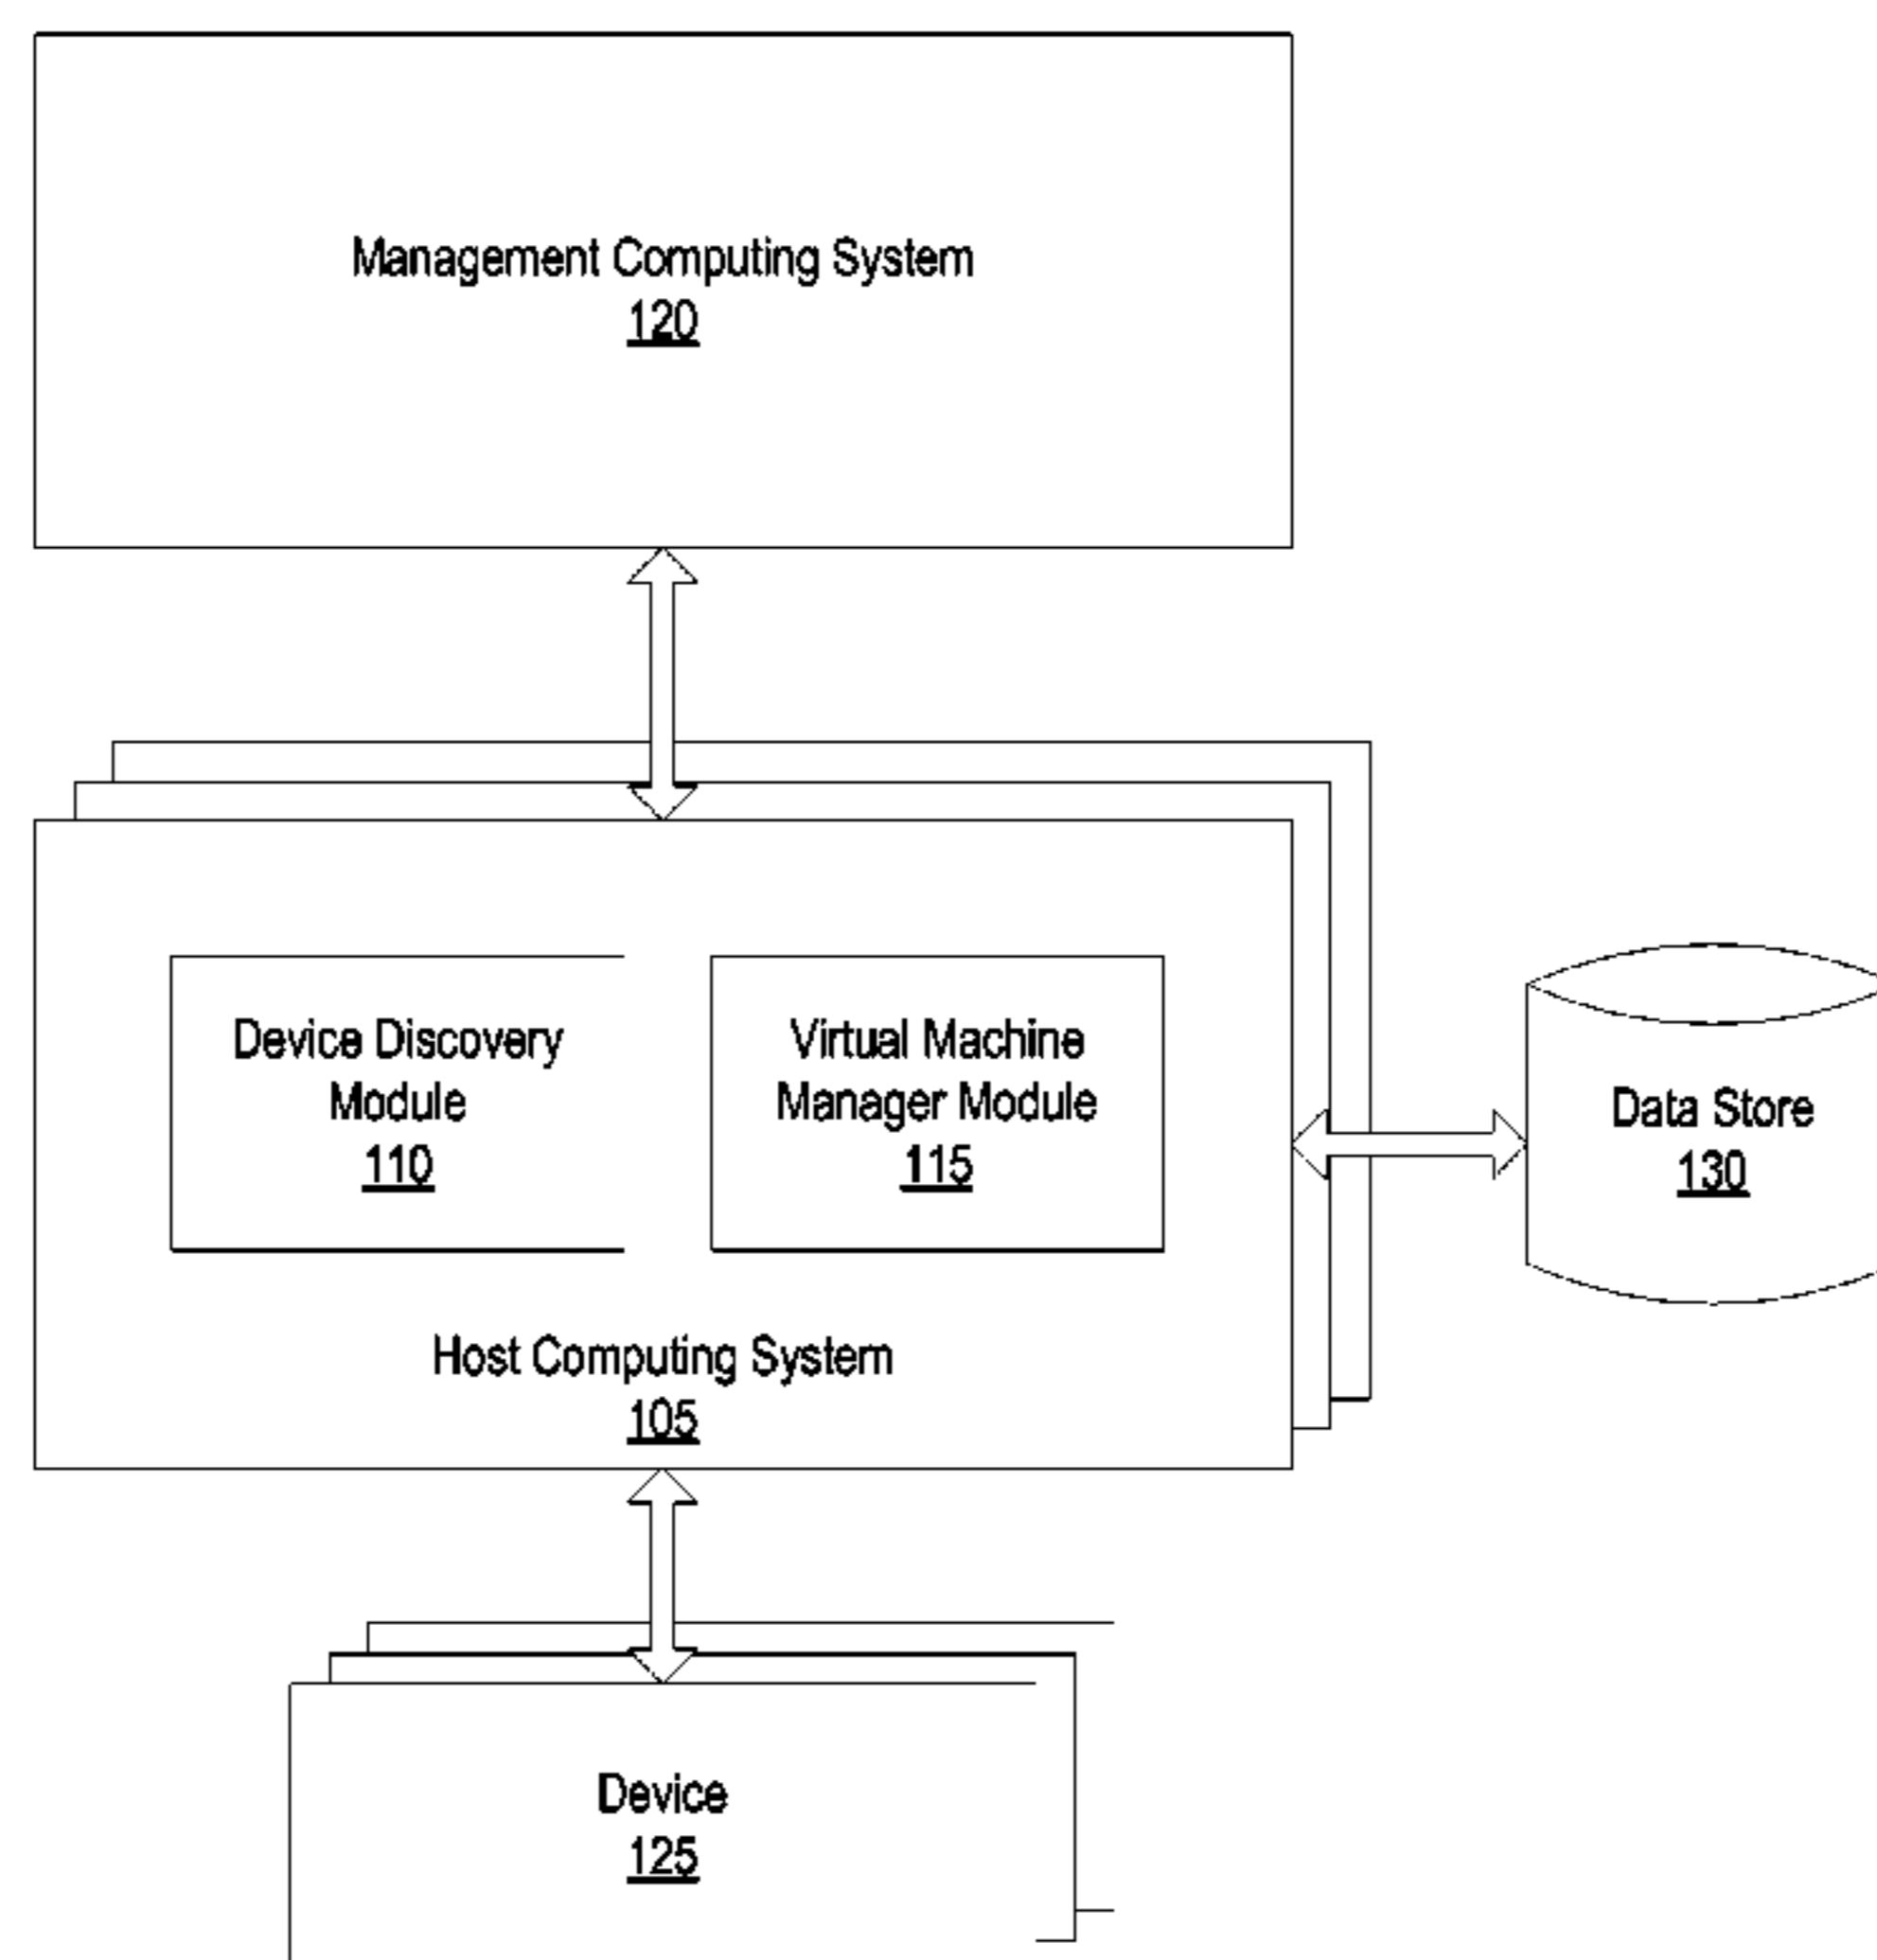 Management Computing System
120
Device Discovery
Module
110
Virtual Machine
Manager Module
115
Data Store
130
Host Computing System
105
Device
125